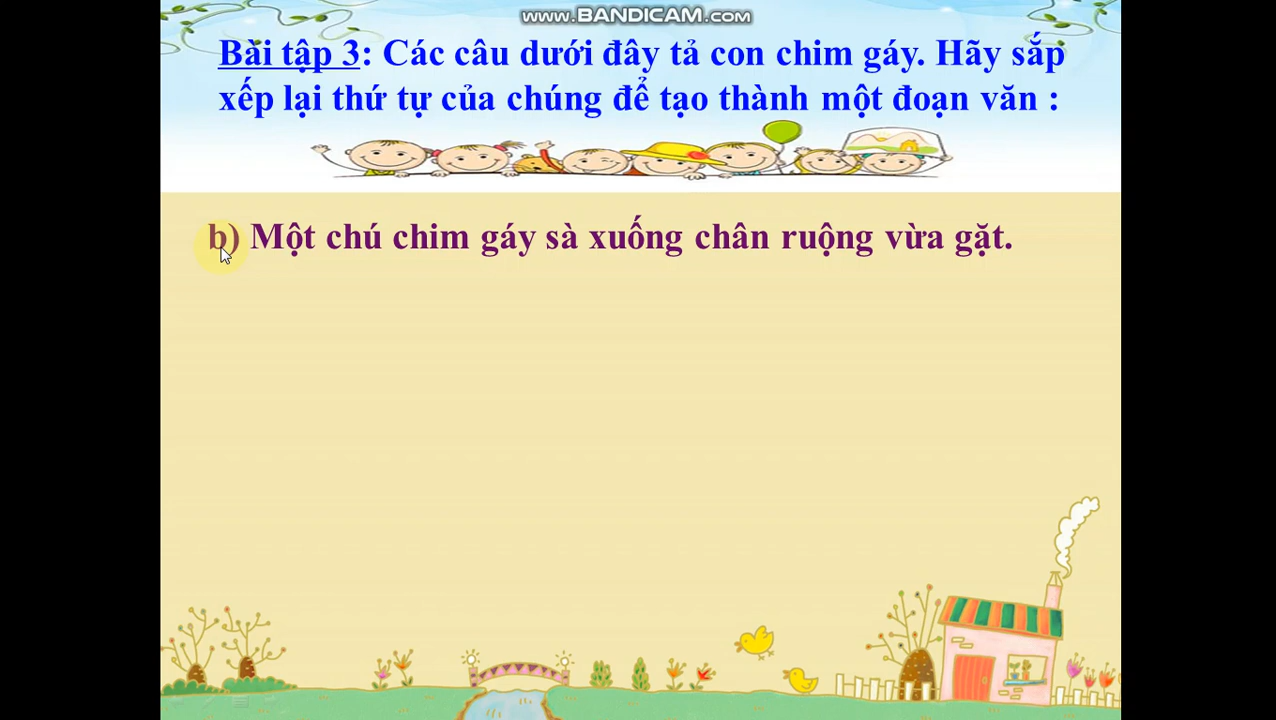 www.BANDICAM.com
Bài tập 3: Các câu dưới đây tả con chim gáy. Hãy sắp
xếp lại thứ tự của chúng để tạo thành một đoạn văn :
b) Một chú chim gáy sà xuống chân ruộng vừa gặt.